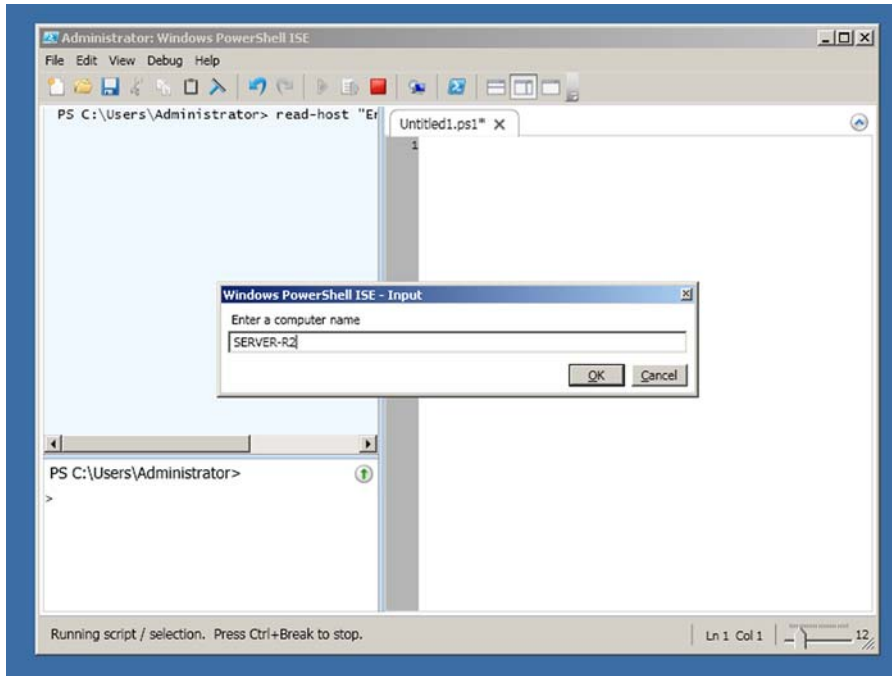 Administrator: Windows PowerShell ISE
File Edit View Debug Help
PS C:\Users\Administrator> read-host "Er
Untitled1.ps1* X
1
Windows PowerShell ISE - Input
Enter a computer name
SERVER-R2
OK Cancel
PS C:\Users\Administrator>
>
Running script / selection. Press Ctrl+Break to stop.
Ln 1 Col 1
12